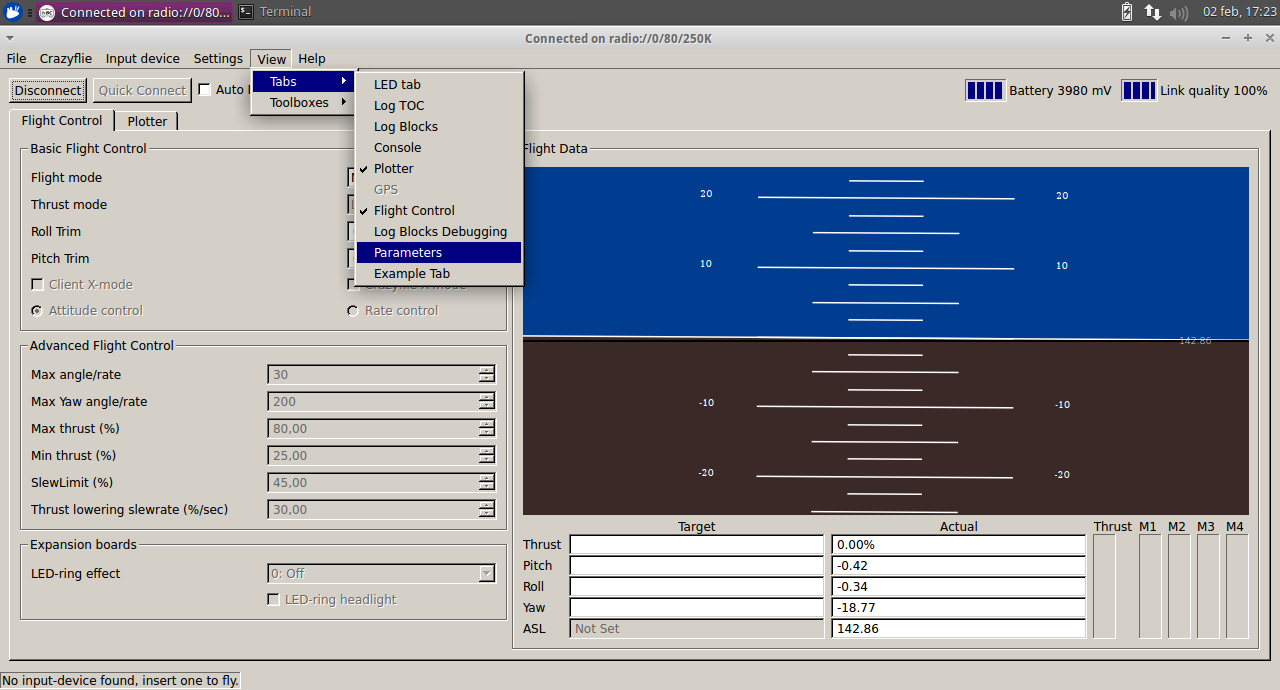 Connected on radio://0/80...
Terminal
02 feb, 17:23
Connected on radio://0/80/250K
File Crazyflie Input device Settings View Help
Disconnect Quick Connect Auto
Battery 3980 mV Link quality 100%
Tabs
Toolboxes
LED tab
Log TOC
Log Blocks
Console
Plotter
GPS
Flight Control
Log Blocks Debugging
Parameters
Example Tab
Flight Control Plotter
Basic Flight Control
Flight mode
Thrust mode
Roll Trim
Pitch Trim
Client X-mode
Attitude control Rate control
Advanced Flight Control
Max angle/rate 30
Max Yaw angle/rate 200
Max thrust (%) 80,00
Min thrust (%) 25,00
SlewLimit (%) 45,00
Thrust lowering slewrate (%/sec) 30,00
Expansion boards
LED-ring effect 0: Off
LED-ring headlight
Flight Data
20 20
10 10
142.86
-10 -10
-20 -20
Target Actual Thrust M1 M2 M3 M4
Thrust 0.00%
Pitch -0.42
Roll -0.34
Yaw -18.77
ASL Not Set 142.86
No input-device found, insert one to fly.